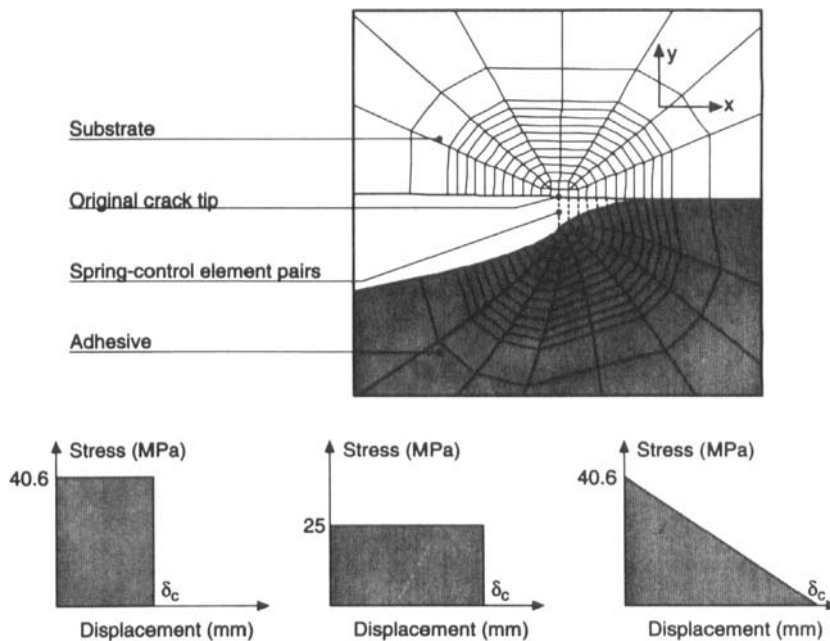 y
x
Substrate
Original crack tip
Spring-control element pairs
Adhesive
Stress (MPa)
40.6
δc
Displacement (mm)
Stress (MPa)
25
δc
Displacement (mm)
Stress (MPa)
40.6
δc
Displacement (mm)